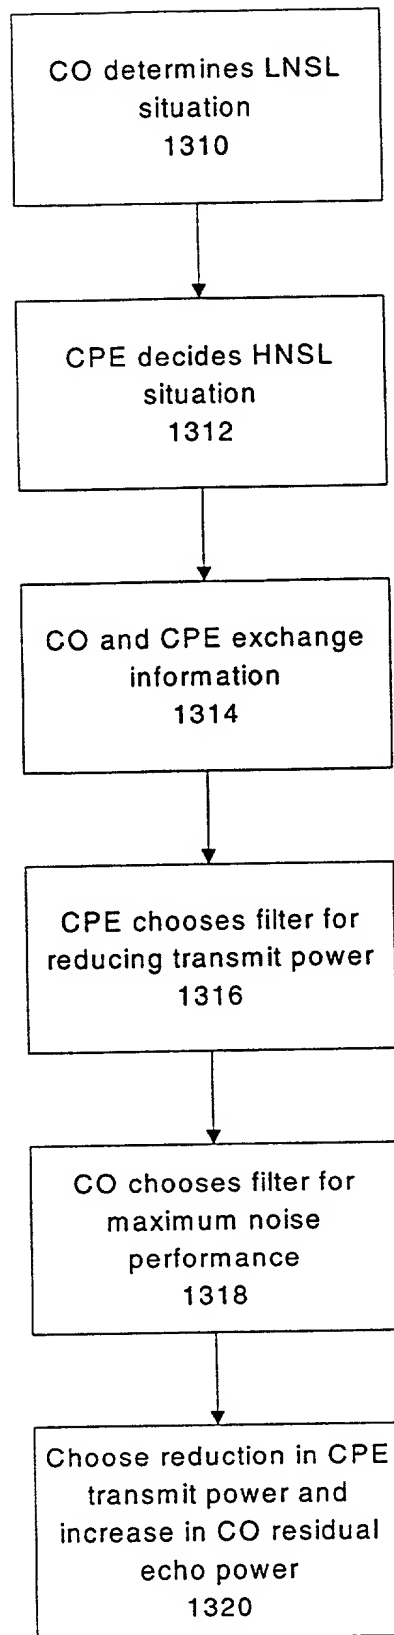 CO determines LNSL
situation
1310
CPE decides HNSL
situation
1312
CO and CPE exchange
information
1314
CPE chooses filter for
reducing transmit power
1316
CO chooses filter for
maximum noise
performance
1318
Choose reduction in CPE
transmit power and
increase in CO residual
echo power
1320